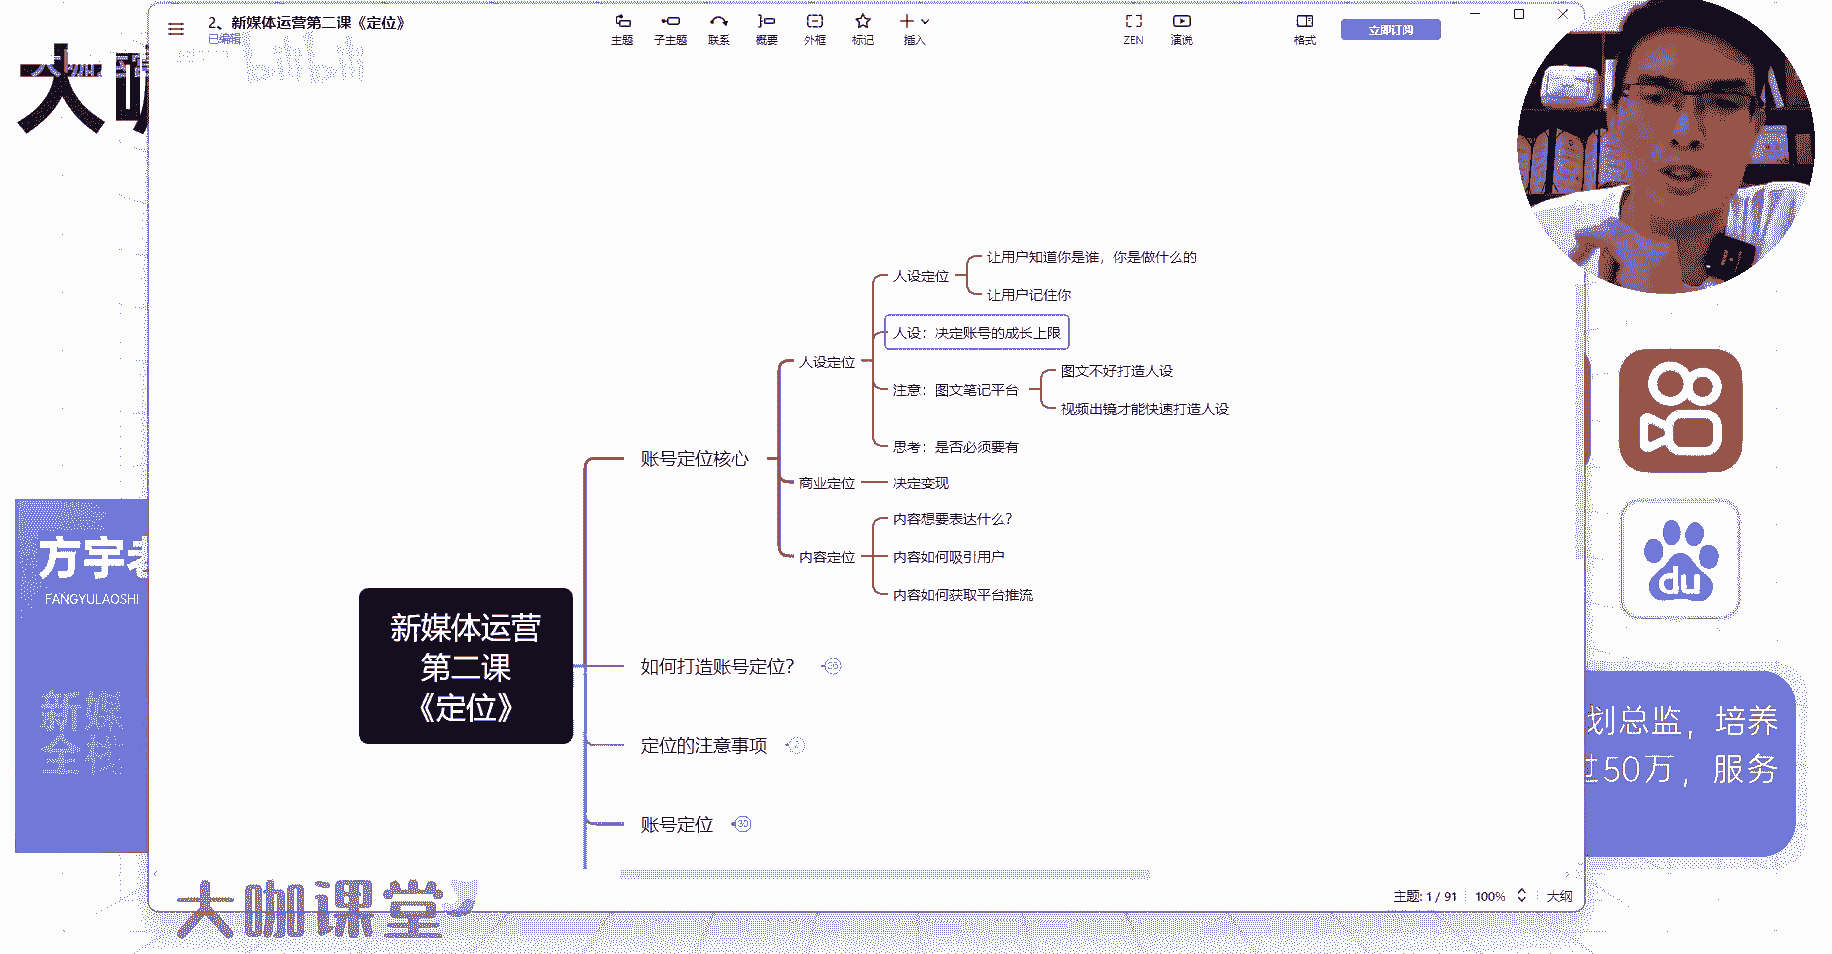 2、新媒体运营第二课《定位》
已编辑
主题
子主题
联系
概要
外框
标记
插入
ZEN
演说
格式
立即订阅
bilibili
大咖
人设定位
让用户知道你是谁，你是做什么的
让用户记住你
人设：决定账号的成长上限
人设定位
注意：图文笔记平台
图文不好打造人设
视频出镜才能快速打造人设
思考：是否必须要有
账号定位核心
商业定位
决定变现
内容定位
内容想要表达什么？
内容如何吸引用户
内容如何获取平台推流
新媒体运营
第二课
《定位》
如何打造账号定位？
26
定位的注意事项
2
账号定位
30
方宇老
FANGYULAOSHI
新媒
全栈
du
划总监，培养
过50万，服务
大咖课堂
主题: 1 / 91
100%
大纲